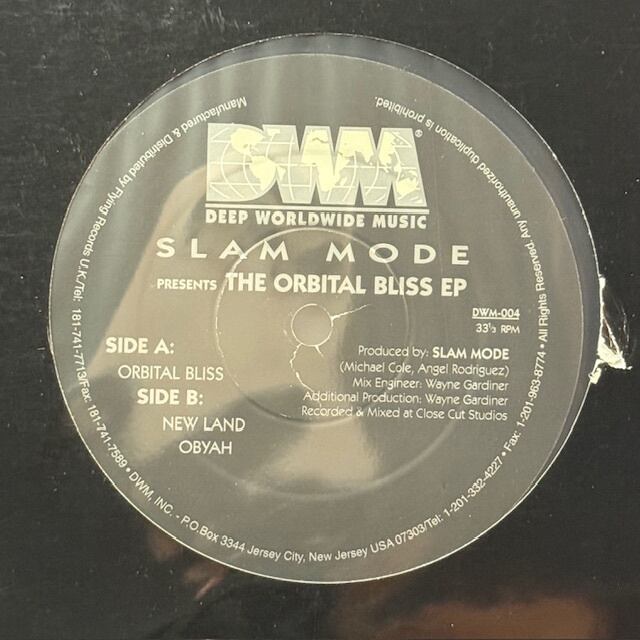 DWM®
DEEP WORLDWIDE MUSIC
SLAM MODE
PRESENTS THE ORBITAL BLISS EP
DWM-004
33⅓ RPM
SIDE A:
ORBITAL BLISS
SIDE B:
NEW LAND
OBYAH
Produced by: SLAM MODE
(Michael Cole, Angel Rodriguez)
Mix Engineer: Wayne Gardiner
Additional Production: Wayne Gardiner
Recorded & Mixed at Close Cut Studios
Manufactured & Distributed by Flying Records U.K/Tel: 181-741-7713/Fax: 181-741-7589 • DWM, INC. - P.O.Box 3344 Jersey City, New Jersey USA 07303/Tel: 1-201-332-4227 • Fax: 1-201-963-8774 • All Rights Reserved. Any unauthorized duplication is prohibited.